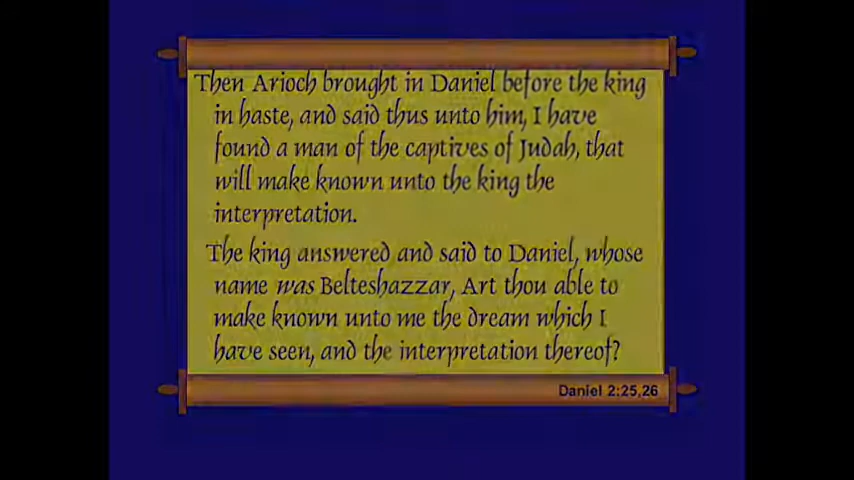 Then Arioch brought in Daniel before the king
in haste, and said thus unto him, I have
found a man of the captives of Judah, that
will make known unto the king the
interpretation.
The king answered and said to Daniel, whose
name was Belteshazzar, Art thou able to
make known unto me the dream which I
have seen, and the interpretation thereof?
Daniel 2:25,26